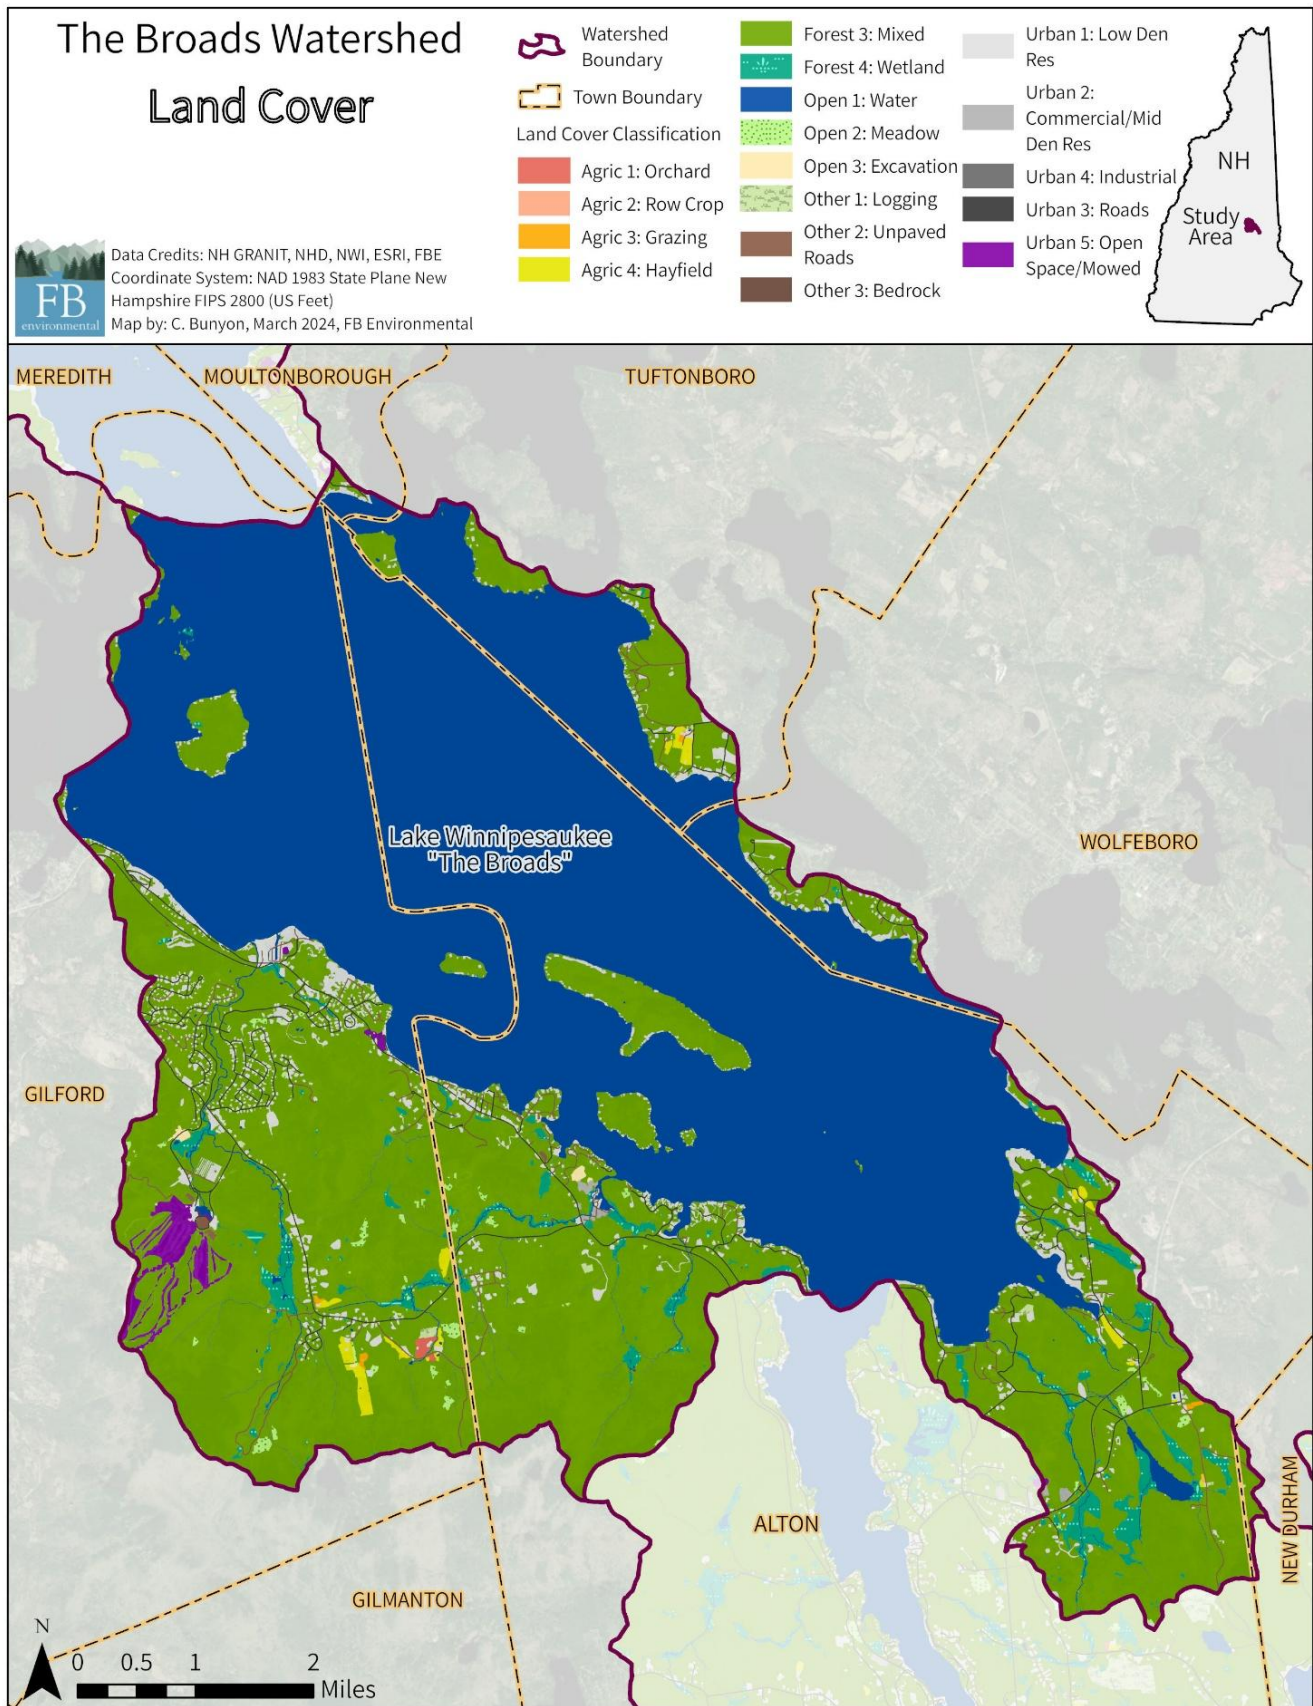 The Broads Watershed
Land Cover
FB
environmental
Data Credits: NH GRANIT, NHD, NWI, ESRI, FBE
Coordinate System: NAD 1983 State Plane New
Hampshire FIPS 2800 (US Feet)
Map by: C. Bunyon, March 2024, FB Environmental
Watershed
Boundary
Town Boundary
Land Cover Classification
Agric 1: Orchard
Agric 2: Row Crop
Agric 3: Grazing
Agric 4: Hayfield
Forest 3: Mixed
Forest 4: Wetland
Open 1: Water
Open 2: Meadow
Open 3: Excavation
Other 1: Logging
Other 2: Unpaved
Roads
Other 3: Bedrock
Urban 1: Low Den
Res
Urban 2:
Commercial/Mid
Den Res
Urban 4: Industrial
Urban 3: Roads
Urban 5: Open
Space/Mowed
NH
Study
Area
MEREDITH
MOULTONBOROUGH
TUFTONBORO
Lake Winnipesaukee
"The Broads"
WOLFEBORO
GILFORD
ALTON
NEW DURHAM
GILMANTON
N
0 0.5 1 2
Miles